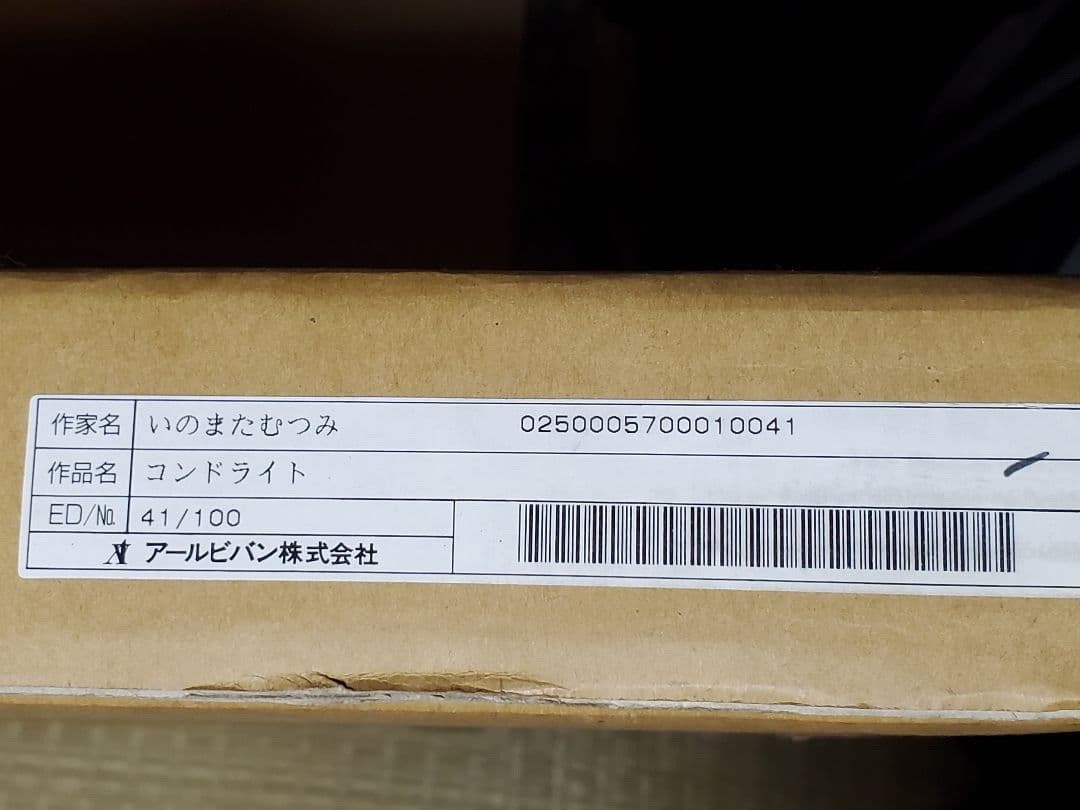 作家名 いのまたむつみ 0250005700010041
作品名 コンドライト
ED/№ 41/100
アールビバン株式会社